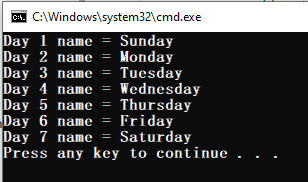 C:\Windows\system32\cmd.exe
Day 1 name = Sunday
Day 2 name = Monday
Day 3 name = Tuesday
Day 4 name = Wednesday
Day 5 name = Thursday
Day 6 name = Friday
Day 7 name = Saturday
Press any key to continue . . .